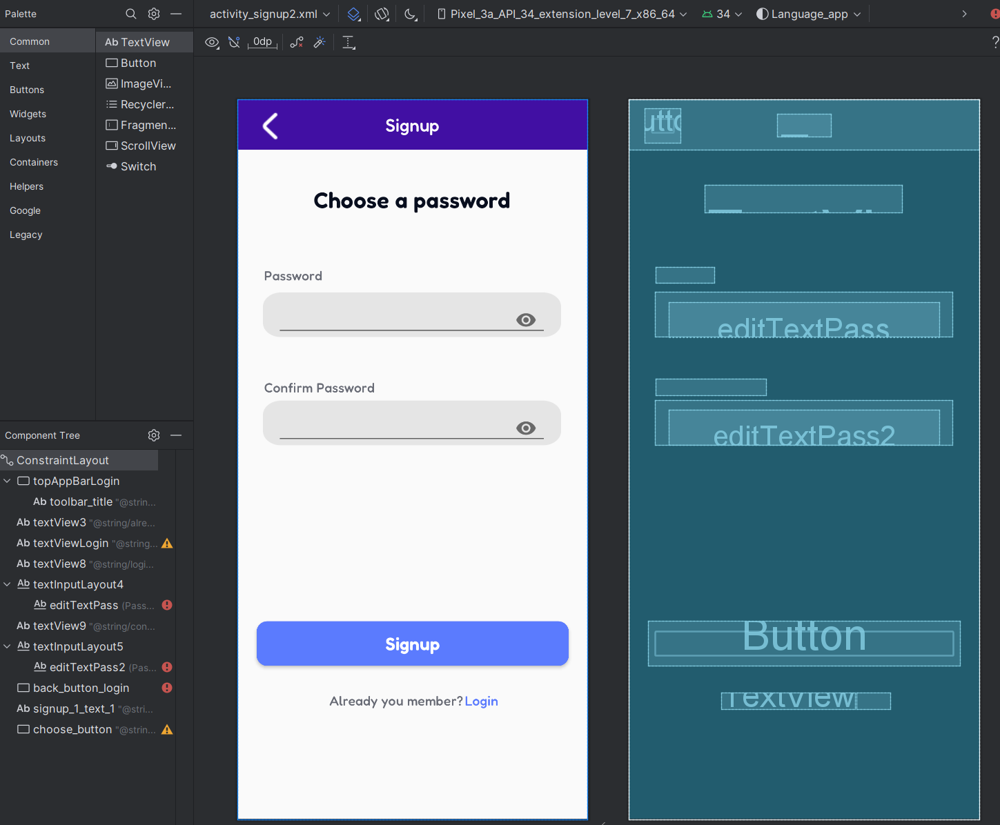 Palette
activity_signup2.xml
Pixel_3a_API_34_extension_level_7_x86_64
34
Language_app
0dp
?
Common
Text
Buttons
Widgets
Layouts
Containers
Helpers
Google
Legacy
Ab TextView
Button
ImageVi...
Recycler...
Fragmen...
ScrollView
Switch
Component Tree
ConstraintLayout
topAppBarLogin
Ab toolbar_title "@strin...
Ab textView3 "@string/alre...
Ab textViewLogin "@string...
Ab textView8 "@string/logi...
Ab textInputLayout4
Ab editTextPass (Pass...
Ab textView9 "@string/con...
Ab textInputLayout5
Ab editTextPass2 (Pas...
back_button_login
Ab signup_1_text_1 "@stri...
choose_button "@strin...
Signup
Choose a password
Password
Confirm Password
Signup
Already you member? Login
editTextPass
editTextPass2
Button
TextView